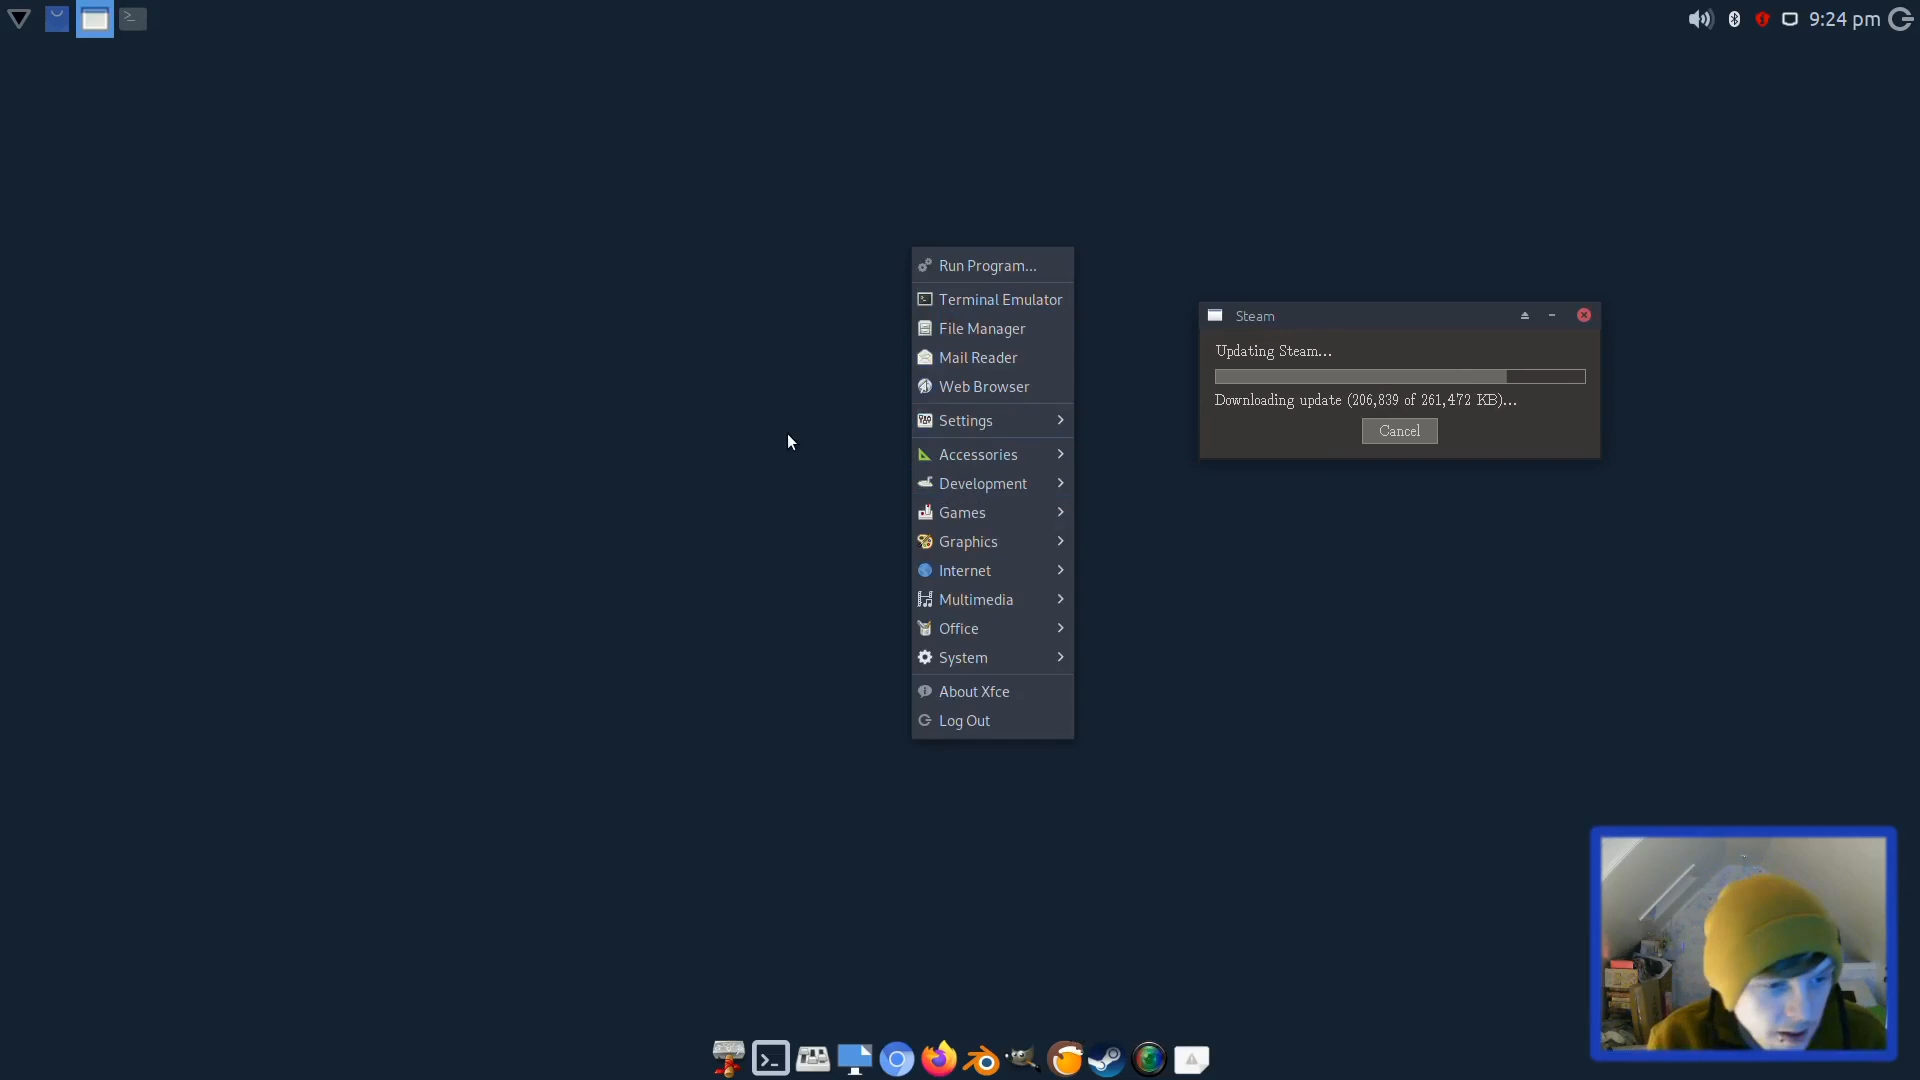 9:24 pm
Run Program...
Terminal Emulator
File Manager
Mail Reader
Web Browser
Settings
Accessories
Development
Games
Graphics
Internet
Multimedia
Office
System
About Xfce
Log Out
Steam
Updating Steam...
Downloading update (206,839 of 261,472 KB)...
Cancel